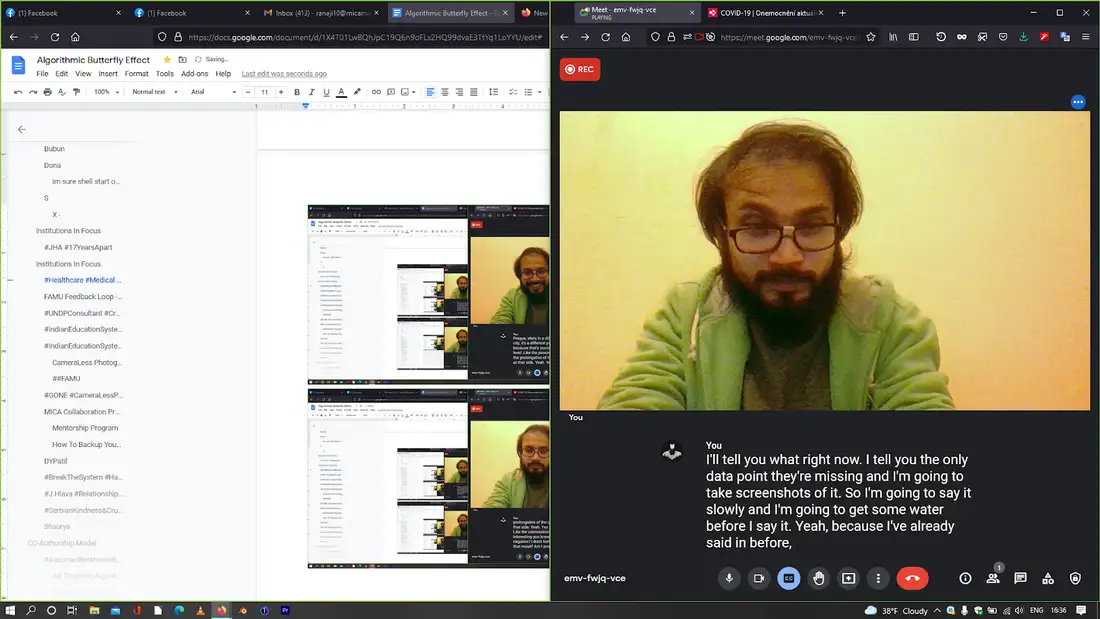 (1) Facebook
(1) Facebook
Inbox (413) - ranaji10@micamail
Algorithmic Butterfly Effect - G
New
https://docs.google.com/document/d/
/edit#
Algorithmic Butterfly Effect
Saving...
File Edit View Insert Format Tools Add-ons Help
Last edit was seconds ago
100% Normal text Arial 11 B I U A
Bubun
Dona
im sure shell start o...
S
X -
Institutions In Focus
#JHA #17YearsApart
Institutions In Focus
#Healthcare #Medical ...
FAMU Feedback Loop -...
#UNDPConsultant #Cr...
#IndianEducationSyste...
#IndianEducationSyste...
CameraLess Photog...
##FAMU
#GONE #CameraLessP...
MICA Collaboration Pr...
Mentorship Program
How To Backup You...
DYPatil
#BreakTheSystem #Ha...
#J.Hlava #Relationship...
#SerbianKindness&Cru...
Shaurya
CO-Authorship Model
Meet - emv-fwjq-vce
PLAYING
COVID-19 | Onemocnění aktuál
https://meet.google.com/emv-fwjq-vce
REC
You
You
I'll tell you what right now. I tell you the only
data point they're missing and I'm going to
take screenshots of it. So I'm going to say it
slowly and I'm going to get some water
before I say it. Yeah, because I've already
said in before,
emv-fwjq-vce
1
38°F Cloudy
ENG
16:36